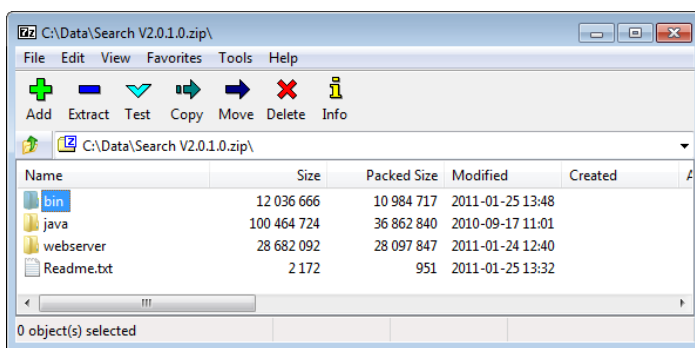 7z C:\Data\Search V2.0.1.0.zip\
File Edit View Favorites Tools Help
Add Extract Test Copy Move Delete Info
Z C:\Data\Search V2.0.1.0.zip\
Name Size Packed Size Modified Created
bin 12 036 666 10 984 717 2011-01-25 13:48
java 100 464 724 36 862 840 2010-09-17 11:01
webserver 28 682 092 28 097 847 2011-01-24 12:40
Readme.txt 2 172 951 2011-01-25 13:32
0 object(s) selected